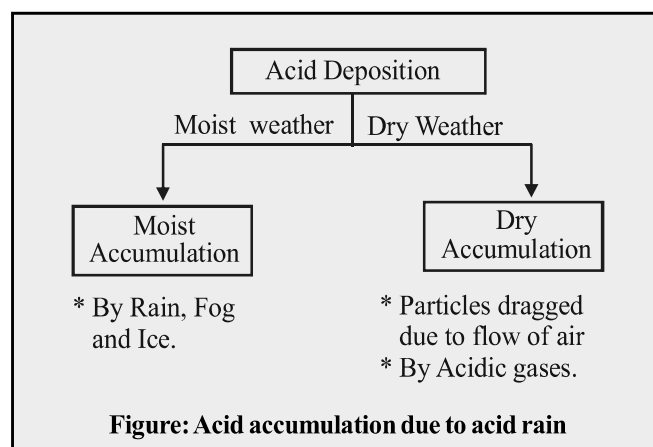 Acid Deposition
Moist weather
Dry Weather
Moist
Accumulation
Dry
Accumulation
* By Rain, Fog
and Ice.
* Particles dragged
due to flow of air
* By Acidic gases.
Figure: Acid accumulation due to acid rain